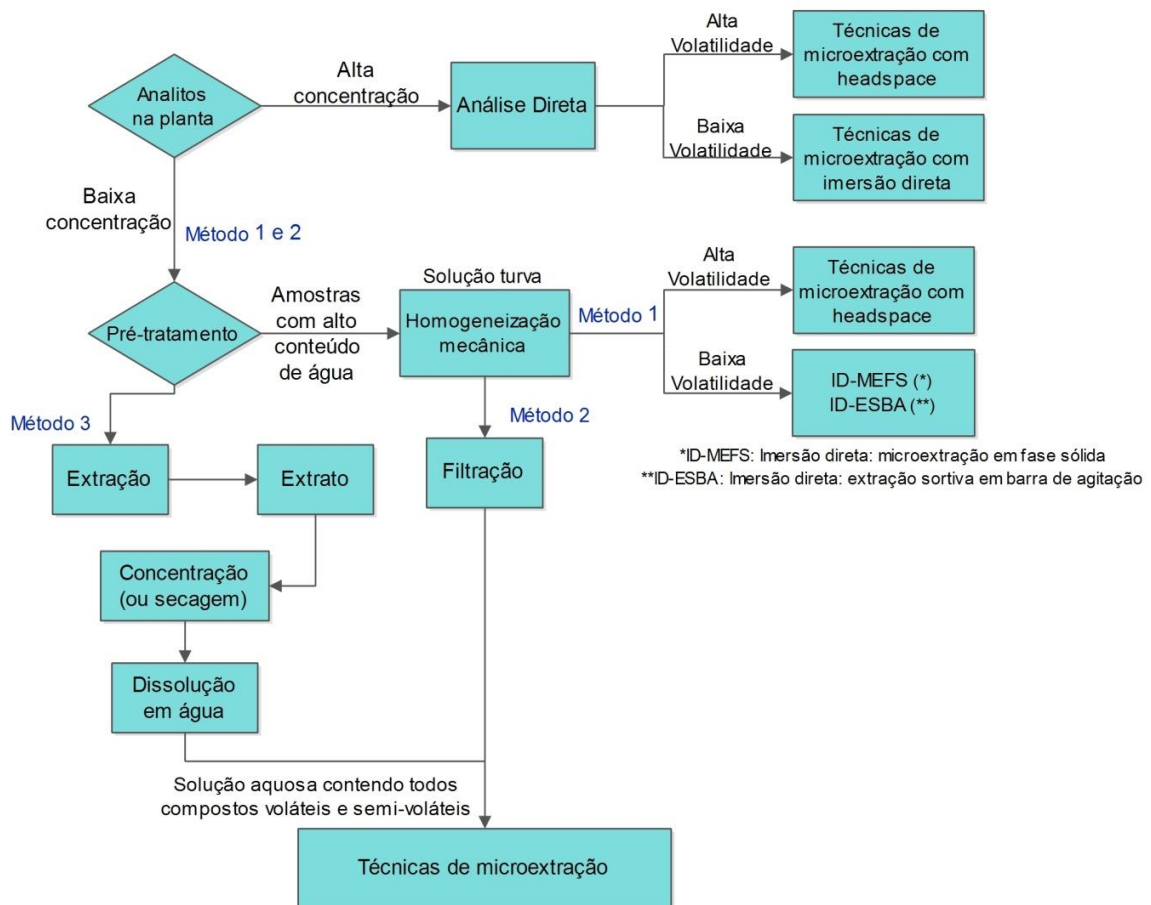 Analitos
na planta
Alta
concentração
Análise Direta
Alta
Volatilidade
Técnicas de
microextração com
headspace
Baixa
Volatilidade
Técnicas de
microextração com
imersão direta
Baixa
concentração
Método 1 e 2
Pré-tratamento
Amostras
com alto
conteúdo
de água
Solução turva
Homogeneização
mecânica
Método 1
Alta
Volatilidade
Técnicas de
microextração com
headspace
Baixa
Volatilidade
ID-MEFS (*)
ID-ESBA (**)
*ID-MEFS: Imersão direta: microextração em fase sólida
**ID-ESBA: Imersão direta: extração sortiva em barra de agitação
Método 2
Filtração
Método 3
Extração
Extrato
Concentração
(ou secagem)
Dissolução
em água
Solução aquosa contendo todos
compostos voláteis e semi-voláteis
Técnicas de microextração